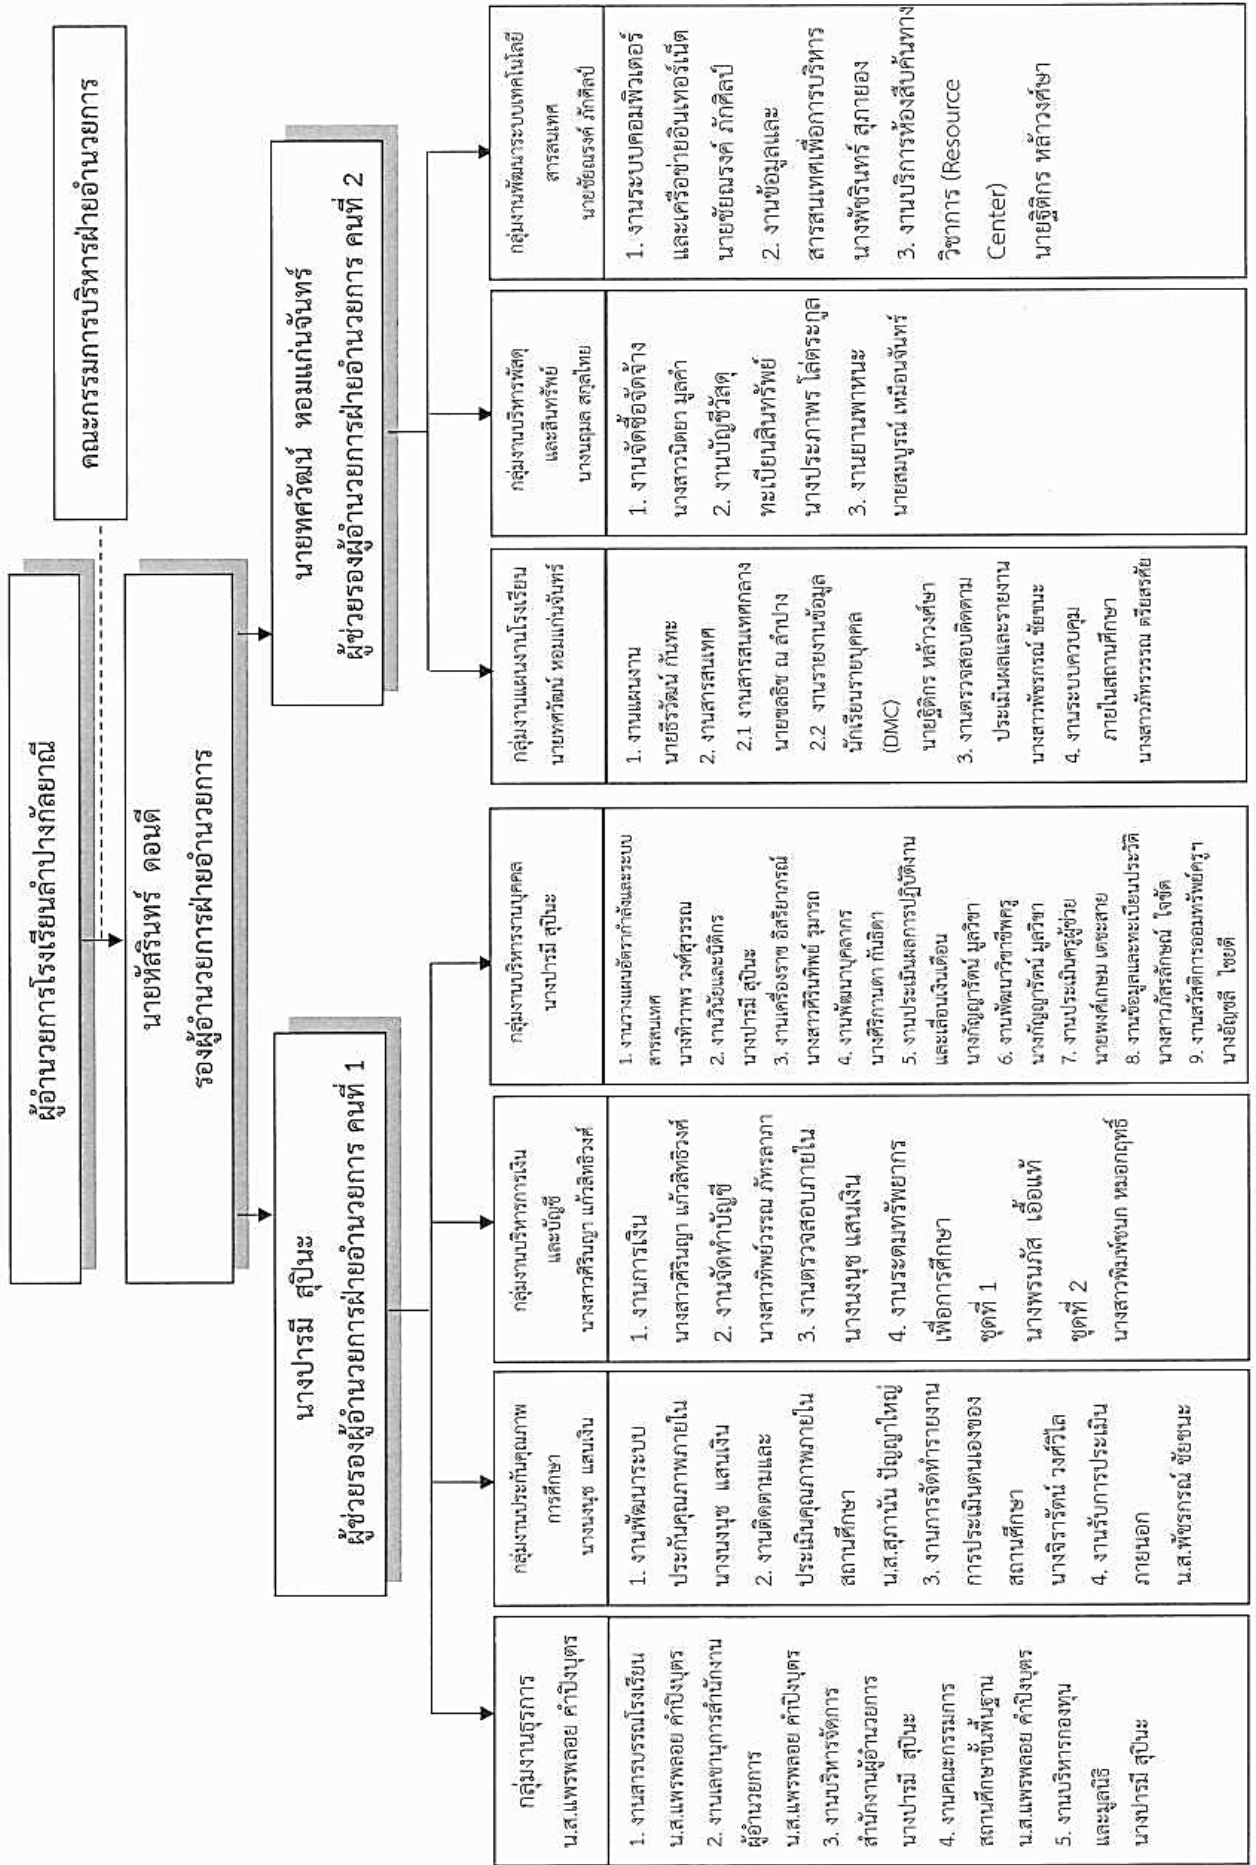 ผู้อำนวยการโรงเรียนลำปางกัลยาณี
คณะกรรมการบริหารฝ่ายอำนวยการ
นายหัสรินทร์ ดอนดี
รองผู้อำนวยการฝ่ายอำนวยการ
นางปารมี สุปินะ
ผู้ช่วยรองผู้อำนวยการฝ่ายอำนวยการ คนที่ 1
นายทศวัฒน์ หอมแก่นจันทร์
ผู้ช่วยรองผู้อำนวยการฝ่ายอำนวยการ คนที่ 2
กลุ่มงานธุรการ
น.ส.แพรพลอย คำปิงบุตร
1. งานสารบรรณโรงเรียน
น.ส.แพรพลอย คำปิงบุตร
2. งานเลขานุการสำนักงาน
ผู้อำนวยการ
น.ส.แพรพลอย คำปิงบุตร
3. งานบริหารจัดการ
สำนักงานผู้อำนวยการ
นางปารมี สุปินะ
4. งานคณะกรรมการ
สถานศึกษาขั้นพื้นฐาน
น.ส.แพรพลอย คำปิงบุตร
5. งานบริหารกองทุน
และมูลนิธิ
นางปารมี สุปินะ
กลุ่มงานประกันคุณภาพ
การศึกษา
นางนงนุช แสนเงิน
1. งานพัฒนาระบบ
ประกันคุณภาพภายใน
นางนงนุช แสนเงิน
2. งานติดตามและ
ประเมินคุณภาพภายใน
สถานศึกษา
น.ส.สุภานัน ปัญญาใหญ่
3. งานการจัดทำรายงาน
การประเมินตนเองของ
สถานศึกษา
นางจิรารัตน์ วงศ์วิไล
4. งานรับการประเมิน
ภายนอก
น.ส.พัชรกรณ์ ชัยชนะ
กลุ่มงานบริหารการเงิน
และบัญชี
นางสาวศิรินญา แก้วสิทธิวงศ์
1. งานการเงิน
นางสาวศิรินญา แก้วสิทธิวงศ์
2. งานจัดทำบัญชี
นางสาวทิพย์วรรณ ภัทรลาภา
3. งานตรวจสอบภายใน
นางนงนุช แสนเงิน
4. งานระดมทรัพยากร
เพื่อการศึกษา
ชุดที่ 1
นางพรนภัส เอื้อแท้
ชุดที่ 2
นางสาวพิมพ์ชนก หมอกฤทธิ์
กลุ่มงานบริหารงานบุคคล
นางปารมี สุปินะ
1. งานวางแผนอัตรากำลังและระบบ
สารสนเทศ
นางทิวาพร วงศ์สุวรรณ
2. งานวินัยและนิติกร
นางปารมี สุปินะ
3. งานเครื่องราช อิสริยาภรณ์
นางสาวศิรินทิพย์ รุมารถ
4. งานพัฒนาบุคลากร
นางศิริกานดา กันธิดา
5. งานประเมินผลการปฏิบัติงาน
และเลื่อนเงินเดือน
นางกัญญารัตน์ มูลวิชา
6. งานพัฒนาวิชาชีพครู
นางกัญญารัตน์ มูลวิชา
7. งานประเมินครูผู้ช่วย
นายพงศ์เกษม เตชะสาย
8. งานข้อมูลและทะเบียนประวัติ
นางสาวภัสรลักษณ์ ใจขัด
9. งานสวัสดิการออมทรัพย์ครูฯ
นางอัญชลี ไชยดี
กลุ่มงานแผนงานโรงเรียน
นายทศวัฒน์ หอมแก่นจันทร์
1. งานแผนงาน
นายธีรวัฒน์ กันทะ
2. งานสารสนเทศ
2.1 งานสารสนเทศกลาง
นายชลธิช ณ ลำปาง
2.2 งานรายงานข้อมูล
นักเรียนรายบุคคล
(DMC)
นายฐิติกร หล้าวงศ์ษา
3. งานตรวจสอบติดตาม
ประเมินผลและรายงาน
นางสาวพัชรกรณ์ ชัยชนะ
4. งานระบบควบคุม
ภายในสถานศึกษา
นางสาวภัทรวรรณ ตรียสรศัย
กลุ่มงานบริหารพัสดุ
และสินทรัพย์
นางนฤมล สกุลไทย
1. งานจัดซื้อจัดจ้าง
นางสาวนิตยา มูลคำ
2. งานบัญชีวัสดุ
ทะเบียนสินทรัพย์
นางประภาพร โล่ตระกูล
3. งานยานพาหนะ
นายสมบูรณ์ เหมือนจันทร์
กลุ่มงานพัฒนาระบบเทคโนโลยี
สารสนเทศ
นายชัยณรงค์ ภักศิลป์
1. งานระบบคอมพิวเตอร์
และเครือข่ายอินเทอร์เน็ต
นายชัยณรงค์ ภักศิลป์
2. งานข้อมูลและ
สารสนเทศเพื่อการบริหาร
นางพัชรินทร์ สุภายอง
3. งานบริการห้องสืบค้นทาง
วิชาการ (Resource
Center)
นายฐิติกร หล้าวงศ์ษา